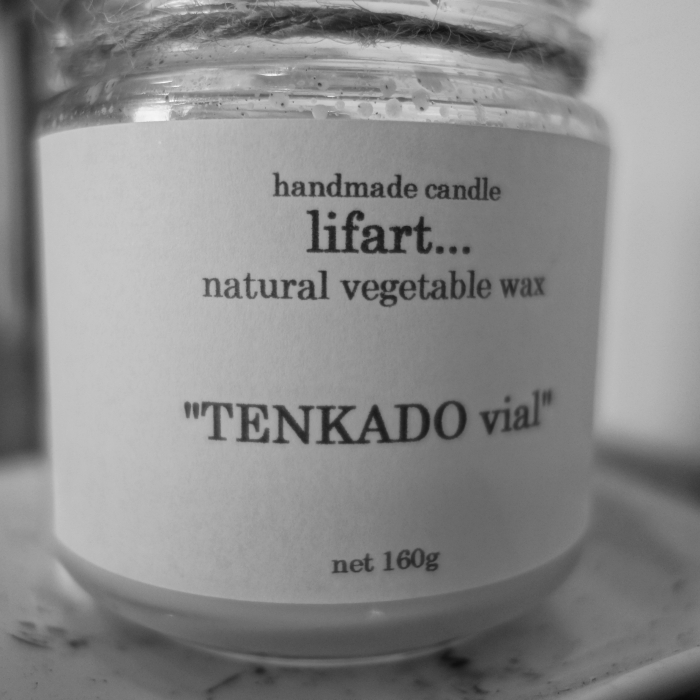 handmade candle
lifart...
natural vegetable wax
"TENKADO vial"
net 160g